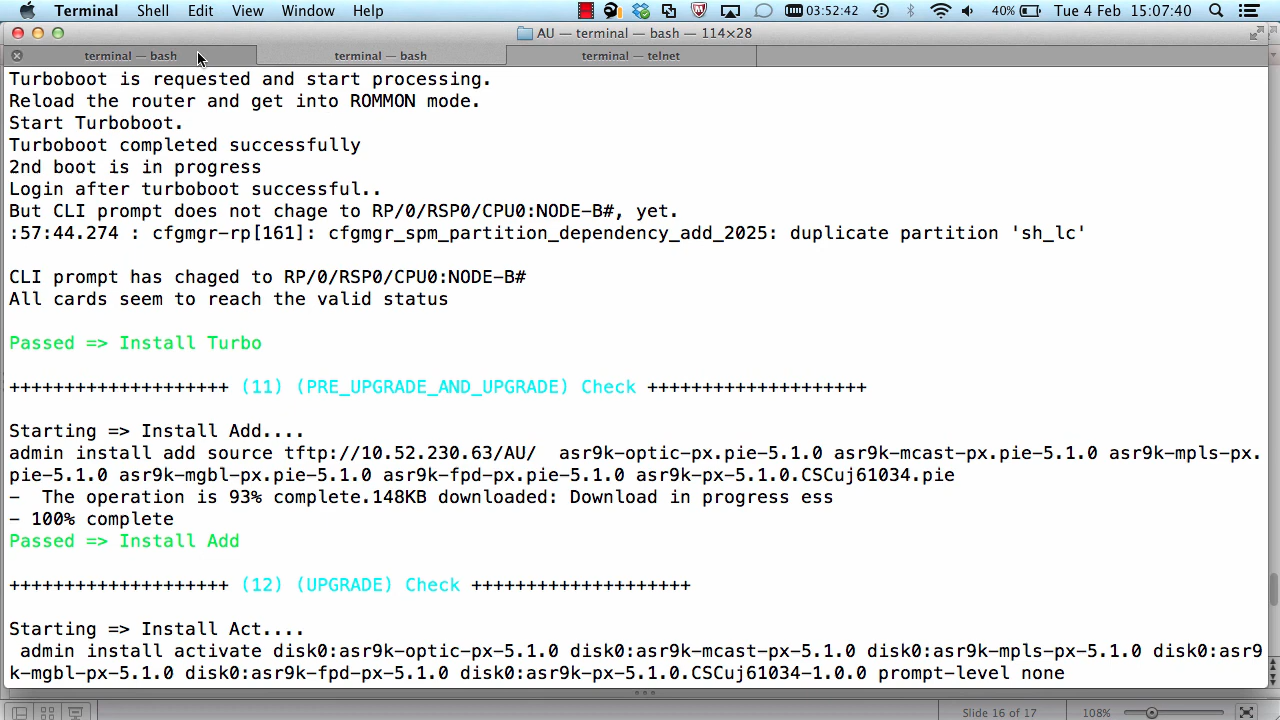 Terminal Shell Edit View Window Help 03:52:42 40% Tue 4 Feb 15:07:40
AU — terminal — bash — 114×28
terminal — bash terminal — bash terminal — telnet
Turboboot is requested and start processing.
Reload the router and get into ROMMON mode.
Start Turboboot.
Turboboot completed successfully
2nd boot is in progress
Login after turboboot successful..
But CLI prompt does not chage to RP/0/RSP0/CPU0:NODE-B#, yet.
:57:44.274 : cfgmgr-rp[161]: cfgmgr_spm_partition_dependency_add_2025: duplicate partition 'sh_lc'
CLI prompt has chaged to RP/0/RSP0/CPU0:NODE-B#
All cards seem to reach the valid status
Passed => Install Turbo
++++++++++++++++++++ (11) (PRE_UPGRADE_AND_UPGRADE) Check ++++++++++++++++++++
Starting => Install Add....
admin install add source tftp://10.52.230.63/AU/  asr9k-optic-px.pie-5.1.0 asr9k-mcast-px.pie-5.1.0 asr9k-mpls-px.
pie-5.1.0 asr9k-mgbl-px.pie-5.1.0 asr9k-fpd-px.pie-5.1.0 asr9k-px-5.1.0.CSCuj61034.pie
-  The operation is 93% complete.148KB downloaded: Download in progress ess
- 100% complete
Passed => Install Add
++++++++++++++++++++ (12) (UPGRADE) Check ++++++++++++++++++++
Starting => Install Act....
admin install activate disk0:asr9k-optic-px-5.1.0 disk0:asr9k-mcast-px-5.1.0 disk0:asr9k-mpls-px-5.1.0 disk0:asr9
k-mgbl-px-5.1.0 disk0:asr9k-fpd-px-5.1.0 disk0:asr9k-px-5.1.0.CSCuj61034-1.0.0 prompt-level none
Slide 16 of 17 108%